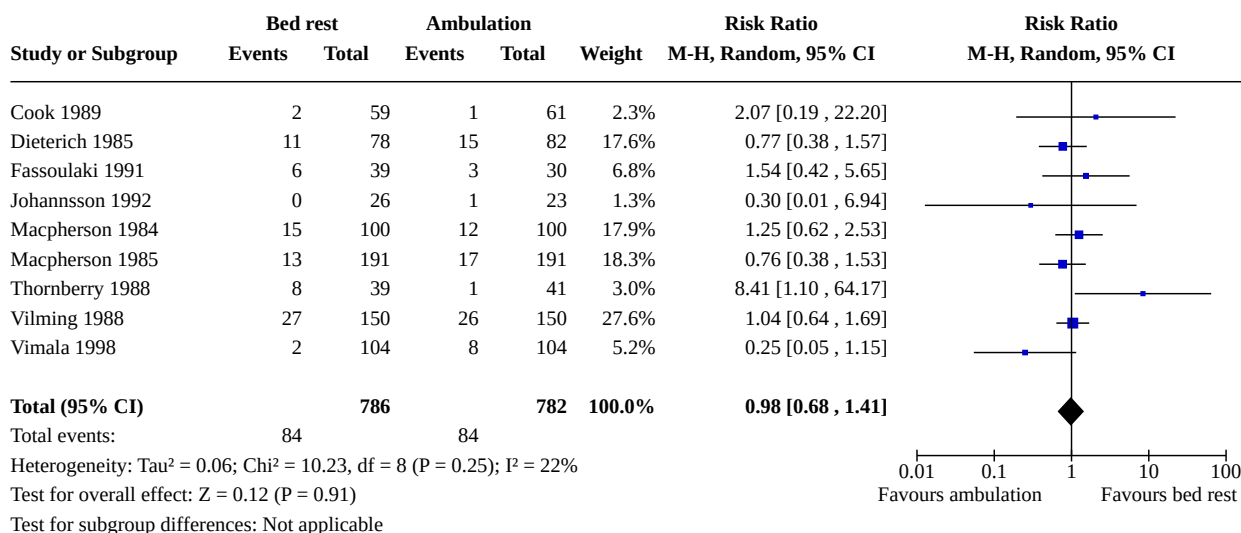 Bed rest Ambulation Risk Ratio Risk Ratio
Study or Subgroup Events Total Events Total Weight M-H, Random, 95% CI M-H, Random, 95% CI
Cook 1989 2 59 1 61 2.3% 2.07 [0.19 , 22.20]
Dieterich 1985 11 78 15 82 17.6% 0.77 [0.38 , 1.57]
Fassoulaki 1991 6 39 3 30 6.8% 1.54 [0.42 , 5.65]
Johannsson 1992 0 26 1 23 1.3% 0.30 [0.01 , 6.94]
Macpherson 1984 15 100 12 100 17.9% 1.25 [0.62 , 2.53]
Macpherson 1985 13 191 17 191 18.3% 0.76 [0.38 , 1.53]
Thornberry 1988 8 39 1 41 3.0% 8.41 [1.10 , 64.17]
Vilming 1988 27 150 26 150 27.6% 1.04 [0.64 , 1.69]
Vimala 1998 2 104 8 104 5.2% 0.25 [0.05 , 1.15]
Total (95% CI) 786 782 100.0% 0.98 [0.68 , 1.41]
Total events: 84 84
Heterogeneity: Tau² = 0.06; Chi² = 10.23, df = 8 (P = 0.25); I² = 22%
0.01 0.1 1 10 100
Test for overall effect: Z = 0.12 (P = 0.91)
Favours ambulation Favours bed rest
Test for subgroup differences: Not applicable